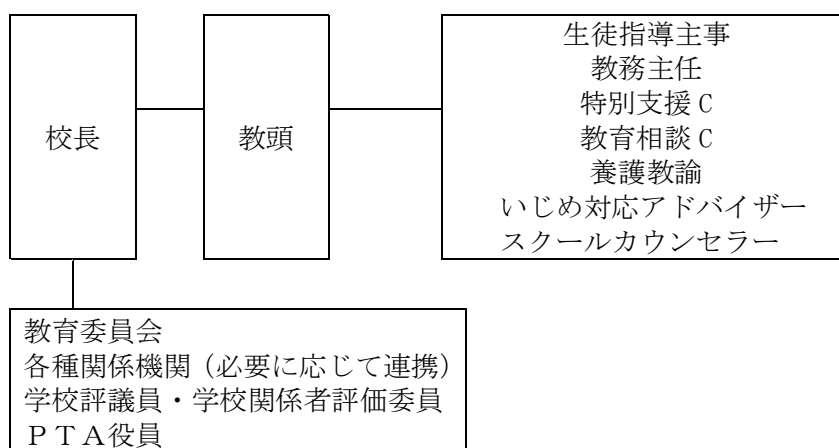 校長
教頭
生徒指導主事
教務主任
特別支援C
教育相談C
養護教諭
いじめ対応アドバイザー
スクールカウンセラー
教育委員会
各種関係機関（必要に応じて連携）
学校評議員・学校関係者評価委員
ＰＴＡ役員